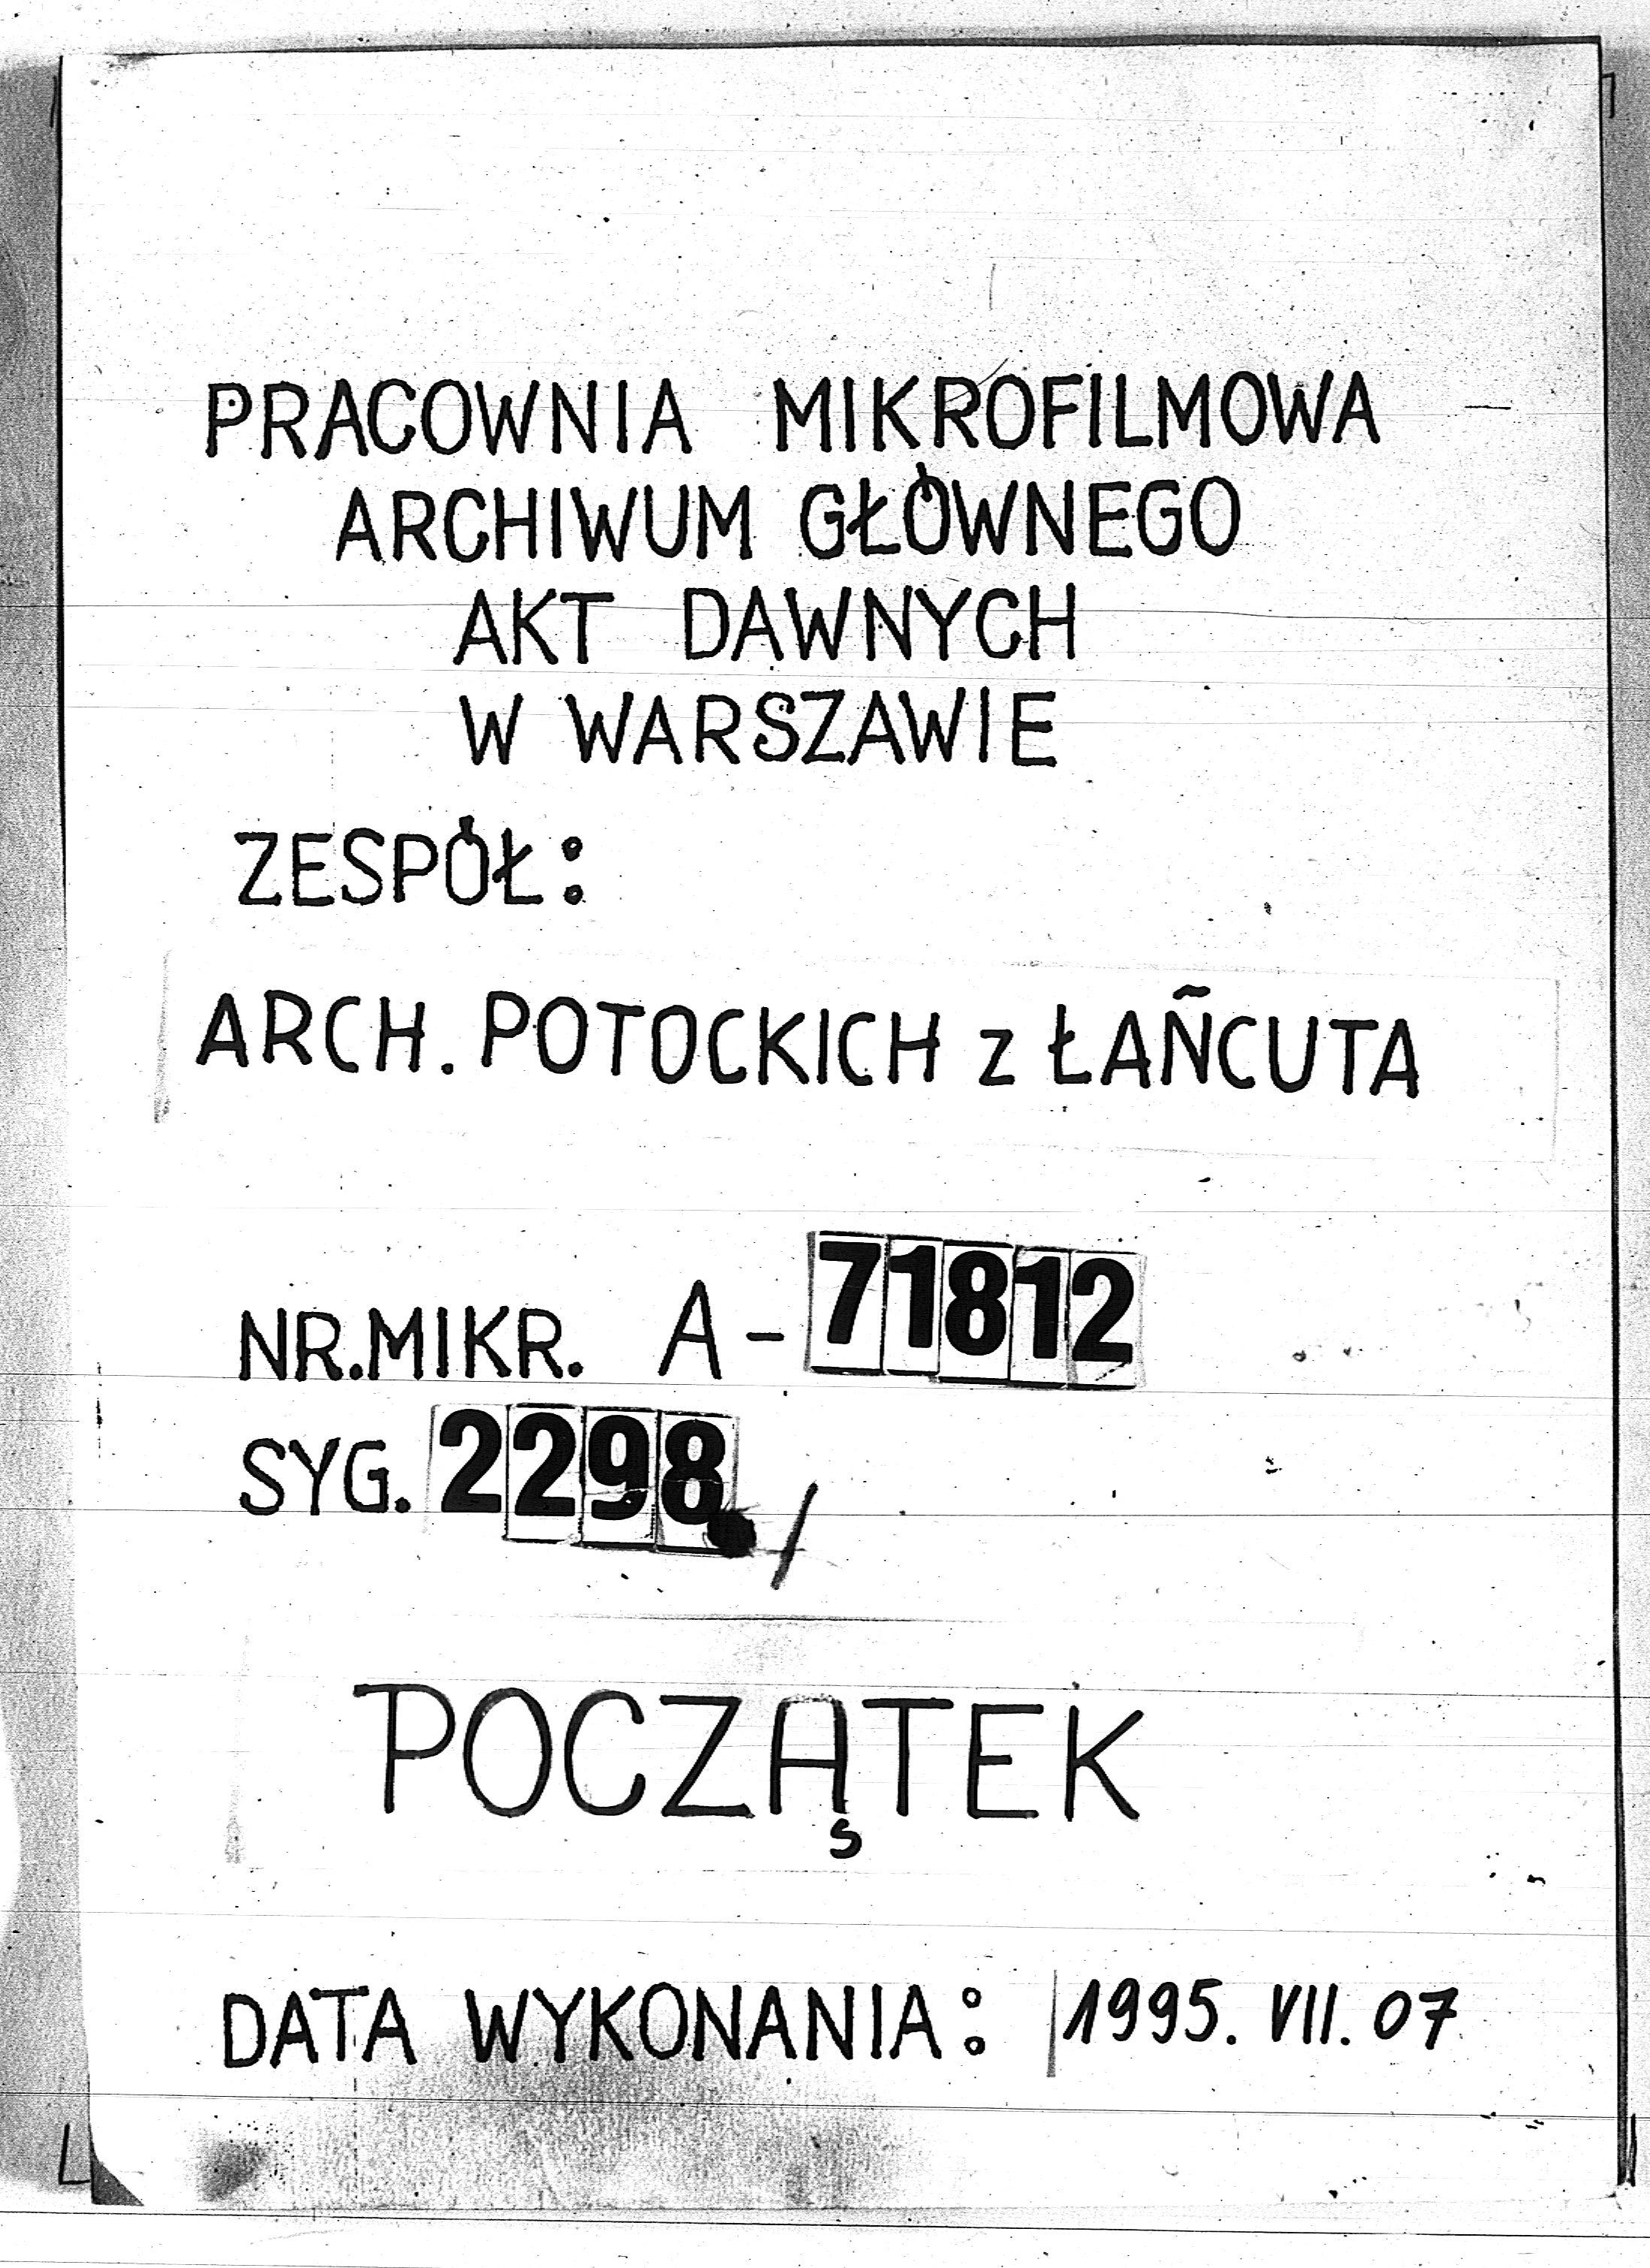 PRACOWNIA MIKROFILMOWA
ARCHIWUM GŁÓWNEGO
AKT DAWNYCH
W WARSZAWIE
ZESPÓŁ:
ARCH. POTOCKICH z ŁAŃCUTA
NR.MIKR. A-71812
SYG. 2298./
POCZĄTEK
DATA WYKONANIA: 1995. VII. 07